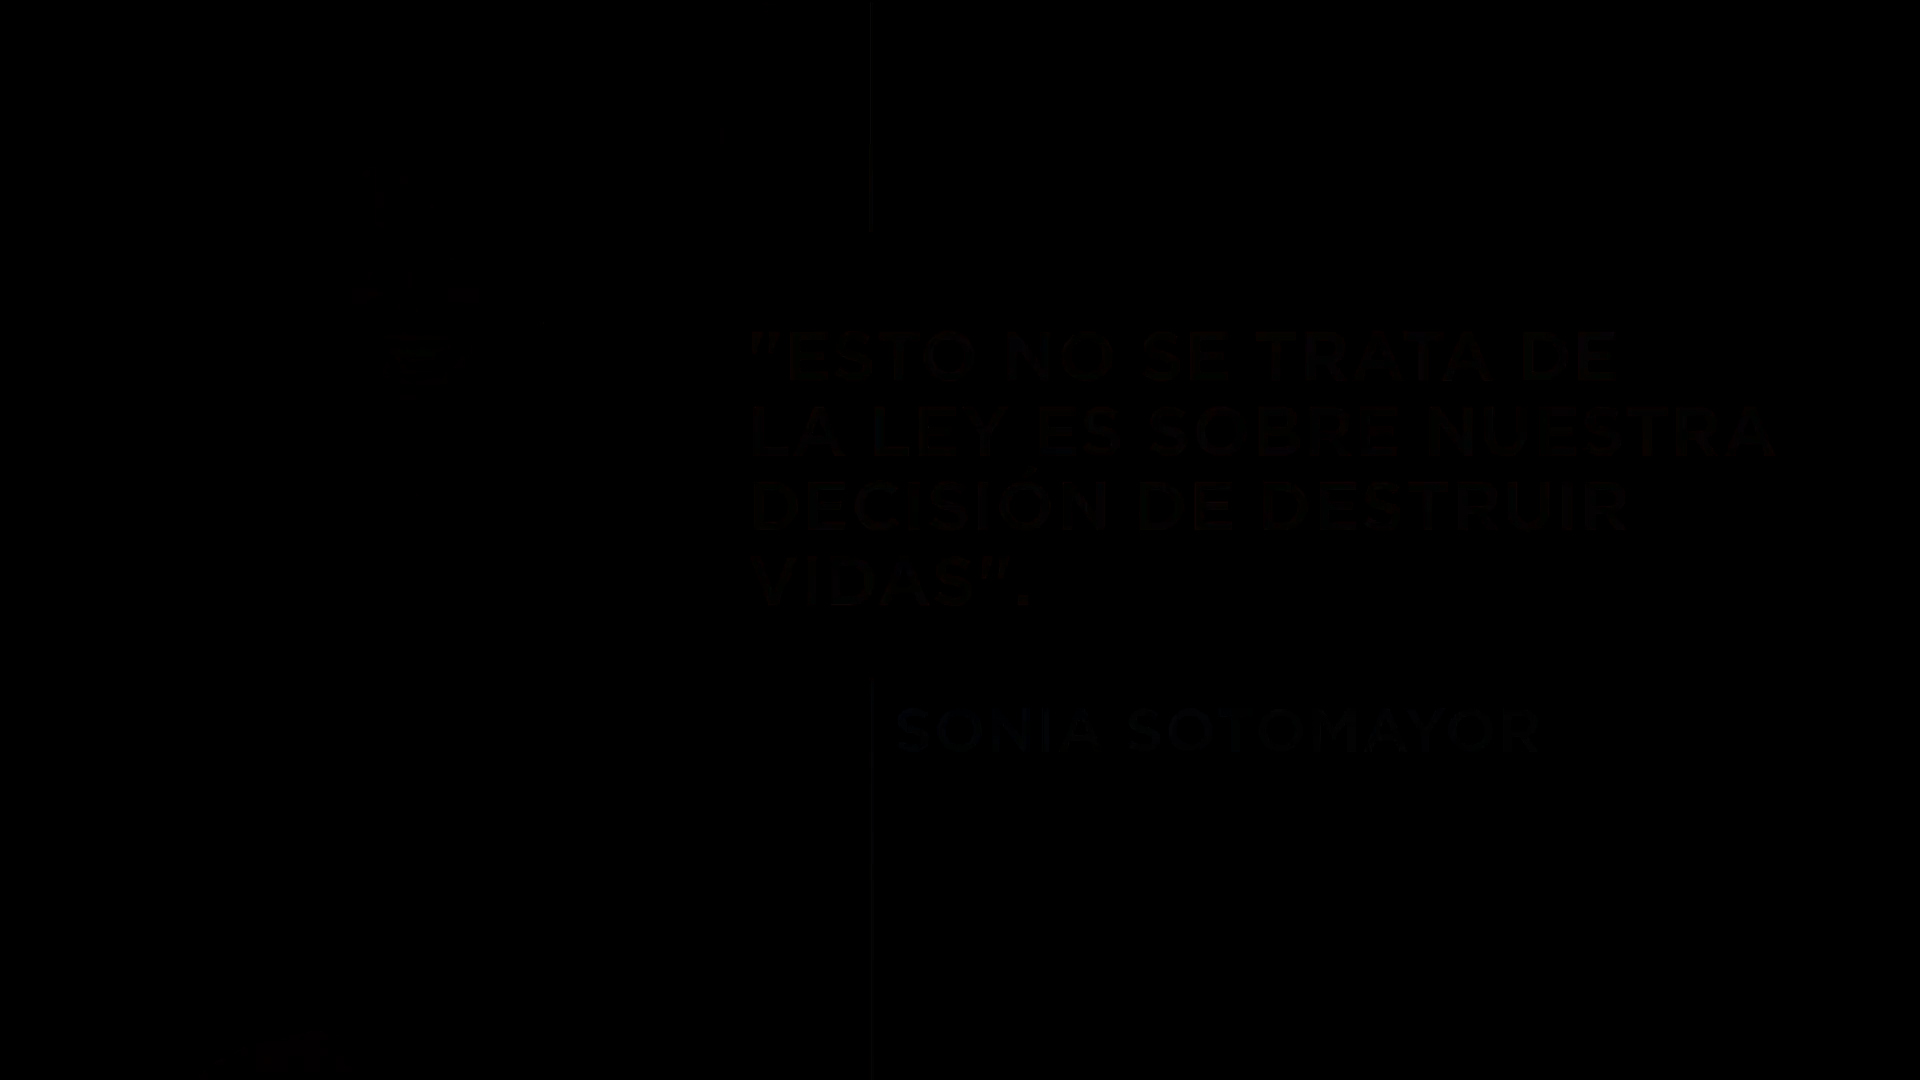 "ESTO NO SE TRATA DE
LA LEY ES SOBRE NUESTRA
DECISIÓN DE DESTRUIR
VIDAS".
SONIA SOTOMAYOR